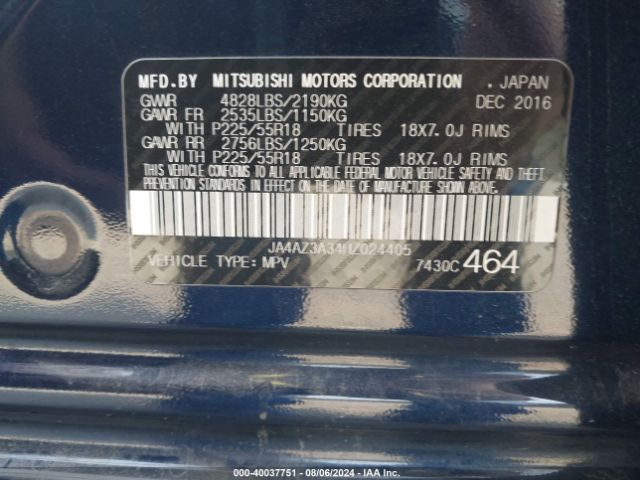 MFD.BY MITSUBISHI MOTORS CORPORATION . JAPAN
GVWR 4828LBS/2190KG DEC 2016
GAWR FR 2535LBS/1150KG
WITH P225/55R18 TIRES 18X7.0J RIMS
GAWR RR 2756LBS/1250KG
WITH P225/55R18 TIRES 18X7.0J RIMS
THIS VEHICLE CONFORMS TO ALL APPLICABLE FEDERAL MOTOR VEHICLE SAFETY AND THEFT
PREVENTION STANDARDS IN EFFECT ON THE DATE OF MANUFACTURE SHOWN ABOVE.
JA4AZ3A34HZ024405
VEHICLE TYPE: MPV 7430C 464
00-40037751 - 08/06/2024 - IAA Inc.